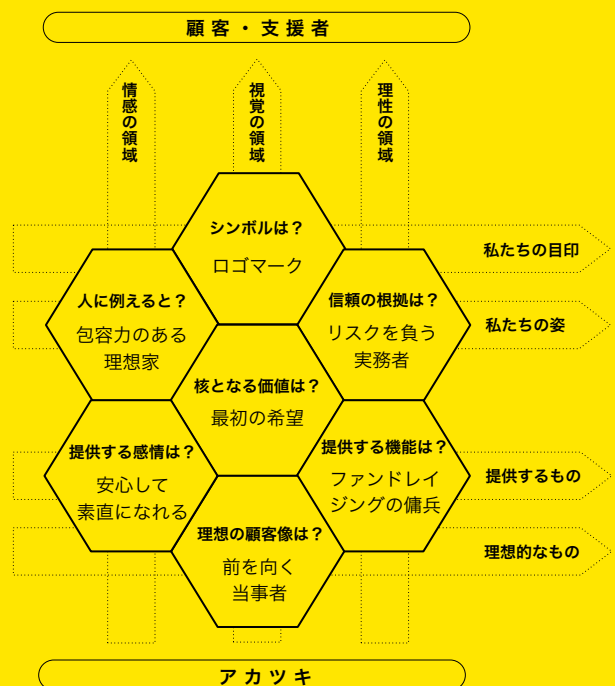 顧客・支援者
情感の領域
視覚の領域
理性の領域
シンボルは？
ロゴマーク
私たちの目印
人に例えると？
包容力のある
理想家
信頼の根拠は？
リスクを負う
実務者
私たちの姿
核となる価値は？
最初の希望
提供する感情は？
安心して
素直になれる
提供する機能は？
ファンドレイ
ジングの傭兵
提供するもの
理想の顧客像は？
前を向く
当事者
理想的なもの
アカツキ